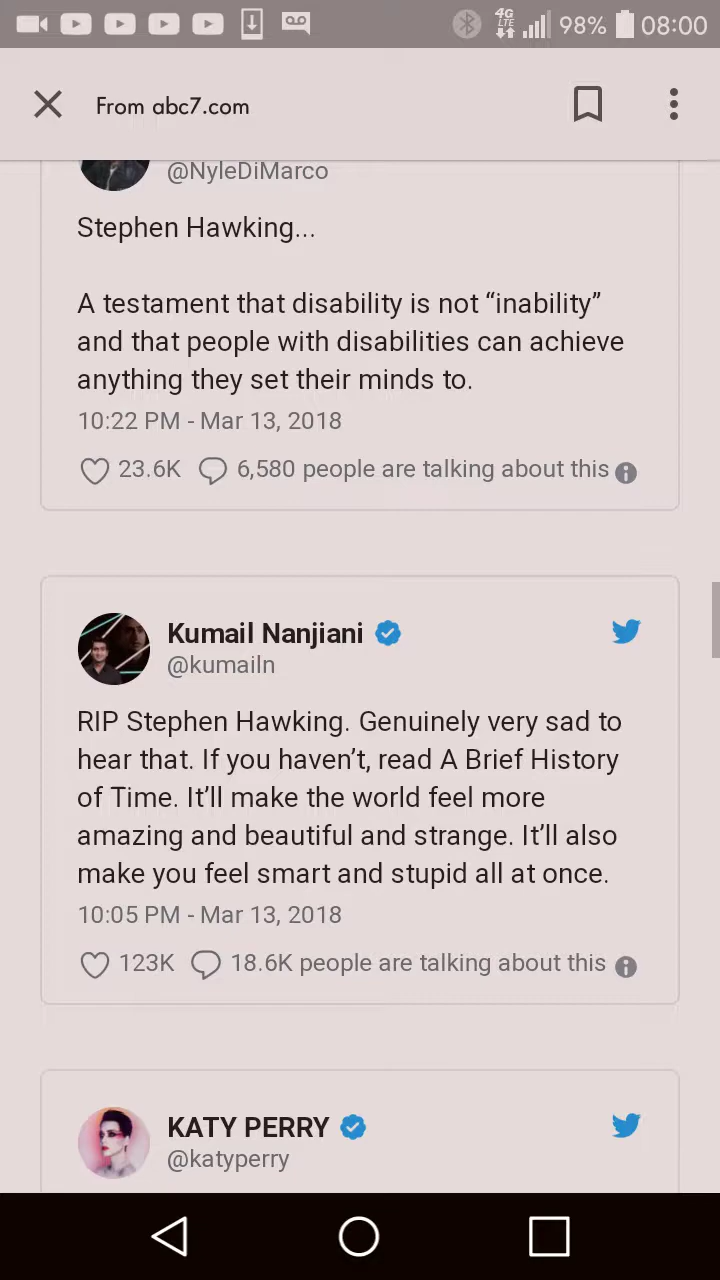 4G LTE 98% 08:00
From abc7.com
@NyleDiMarco
Stephen Hawking...
A testament that disability is not “inability”
and that people with disabilities can achieve
anything they set their minds to.
10:22 PM - Mar 13, 2018
23.6K 6,580 people are talking about this
Kumail Nanjiani
@kumailn
RIP Stephen Hawking. Genuinely very sad to
hear that. If you haven’t, read A Brief History
of Time. It’ll make the world feel more
amazing and beautiful and strange. It’ll also
make you feel smart and stupid all at once.
10:05 PM - Mar 13, 2018
123K 18.6K people are talking about this
KATY PERRY
@katyperry